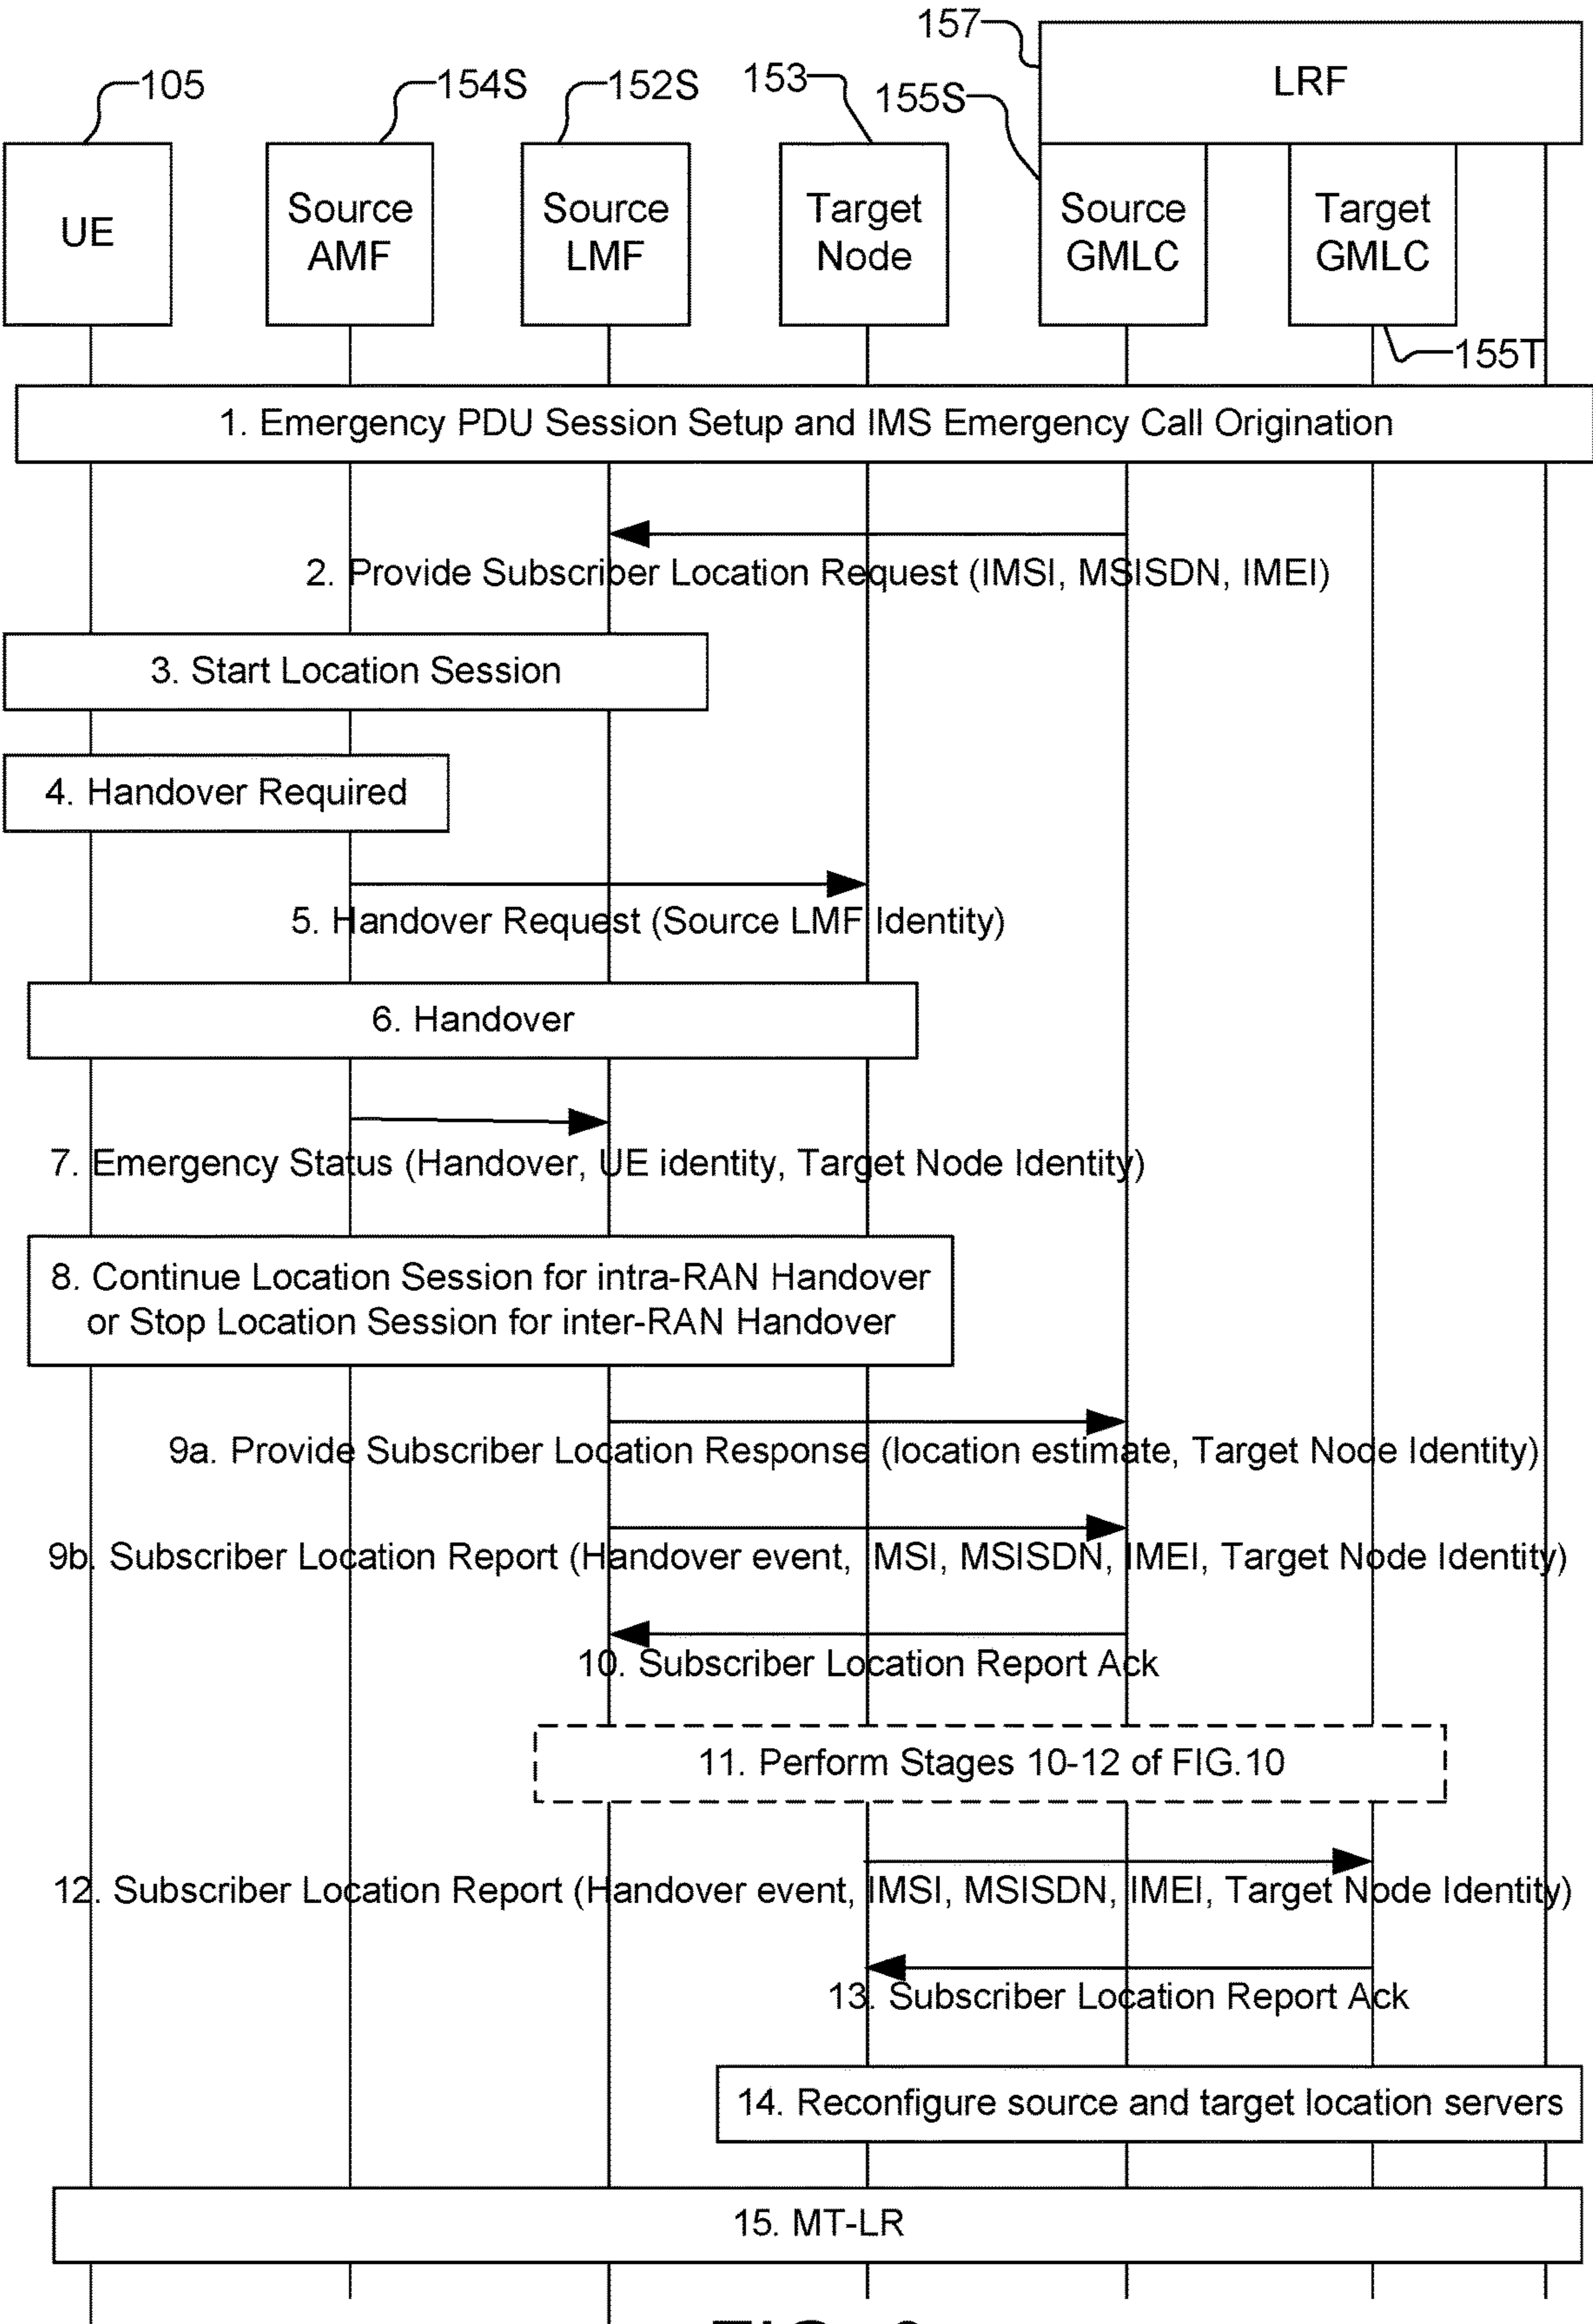 157
LRF
105
154S
152S
153
155S
UE
Source
AMF
Source
LMF
Target
Node
Source
GMLC
Target
GMLC
155T
1. Emergency PDU Session Setup and IMS Emergency Call Origination
2. Provide Subscriber Location Request (IMSI, MSISDN, IMEI)
3. Start Location Session
4. Handover Required
5. Handover Request (Source LMF Identity)
6. Handover
7. Emergency Status (Handover, UE identity, Target Node Identity)
8. Continue Location Session for intra-RAN Handover
or Stop Location Session for inter-RAN Handover
9a. Provide Subscriber Location Response (location estimate, Target Node Identity)
9b. Subscriber Location Report (Handover event, IMSI, MSISDN, IMEI, Target Node Identity)
10. Subscriber Location Report Ack
11. Perform Stages 10-12 of FIG.10
12. Subscriber Location Report (Handover event, IMSI, MSISDN, IMEI, Target Node Identity)
13. Subscriber Location Report Ack
14. Reconfigure source and target location servers
15. MT-LR